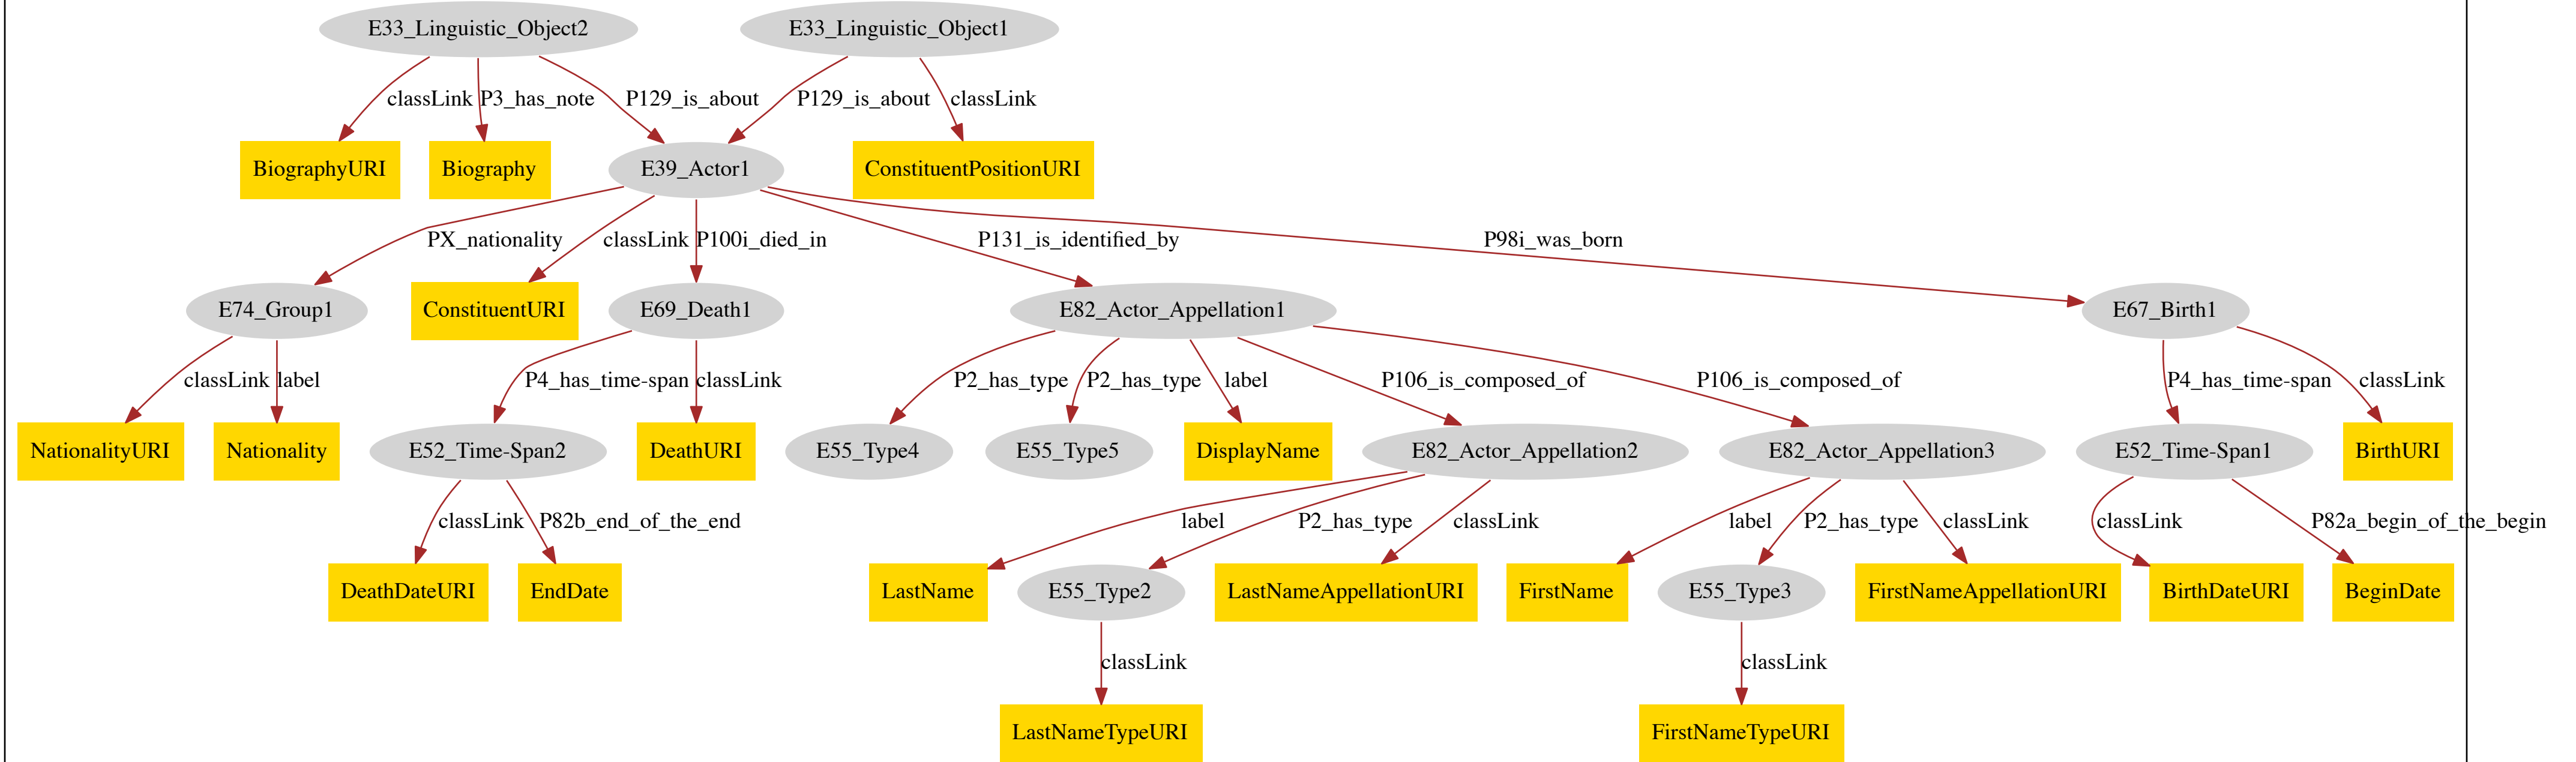 E33_Linguistic_Object2
E33_Linguistic_Object1
classLink
P3_has_note
P129_is_about
P129_is_about
classLink
BiographyURI
Biography
E39_Actor1
ConstituentPositionURI
PX_nationality
classLink
P100i_died_in
P131_is_identified_by
P98i_was_born
E74_Group1
ConstituentURI
E69_Death1
E82_Actor_Appellation1
E67_Birth1
classLink
label
P4_has_time-span
classLink
P2_has_type
P2_has_type
label
P106_is_composed_of
P106_is_composed_of
P4_has_time-span
classLink
NationalityURI
Nationality
E52_Time-Span2
DeathURI
E55_Type4
E55_Type5
DisplayName
E82_Actor_Appellation2
E82_Actor_Appellation3
E52_Time-Span1
BirthURI
classLink
P82b_end_of_the_end
label
P2_has_type
classLink
label
P2_has_type
classLink
classLink
P82a_begin_of_the_begin
DeathDateURI
EndDate
LastName
E55_Type2
LastNameAppellationURI
FirstName
E55_Type3
FirstNameAppellationURI
BirthDateURI
BeginDate
classLink
classLink
LastNameTypeURI
FirstNameTypeURI